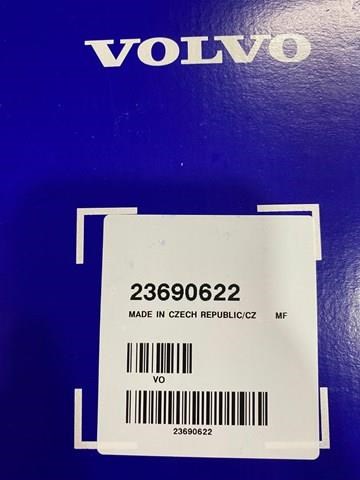 VOLVO
23690622
MADE IN CZECH REPUBLIC/CZ MF
VO
23690622